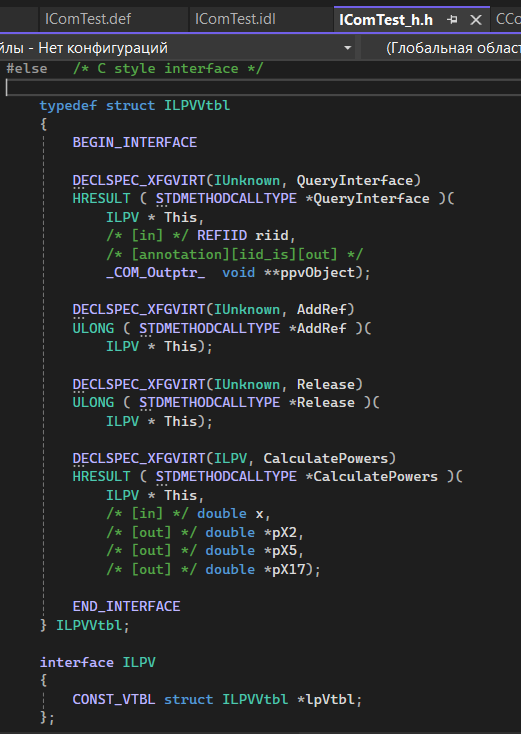 IComTest.def IComTest.idl IComTest_h.h CCo
йлы - Нет конфигураций (Глобальная област
#else   /* C style interface */
    typedef struct ILPVVtbl
    {
        BEGIN_INTERFACE
        DECLSPEC_XFGVIRT(IUnknown, QueryInterface)
        HRESULT ( STDMETHODCALLTYPE *QueryInterface )(
            ILPV * This,
            /* [in] */ REFIID riid,
            /* [annotation][iid_is][out] */
            _COM_Outptr_  void **ppvObject);
        DECLSPEC_XFGVIRT(IUnknown, AddRef)
        ULONG ( STDMETHODCALLTYPE *AddRef )(
            ILPV * This);
        DECLSPEC_XFGVIRT(IUnknown, Release)
        ULONG ( STDMETHODCALLTYPE *Release )(
            ILPV * This);
        DECLSPEC_XFGVIRT(ILPV, CalculatePowers)
        HRESULT ( STDMETHODCALLTYPE *CalculatePowers )(
            ILPV * This,
            /* [in] */ double x,
            /* [out] */ double *pX2,
            /* [out] */ double *pX5,
            /* [out] */ double *pX17);
        END_INTERFACE
    } ILPVVtbl;
    interface ILPV
    {
        CONST_VTBL struct ILPVVtbl *lpVtbl;
    };